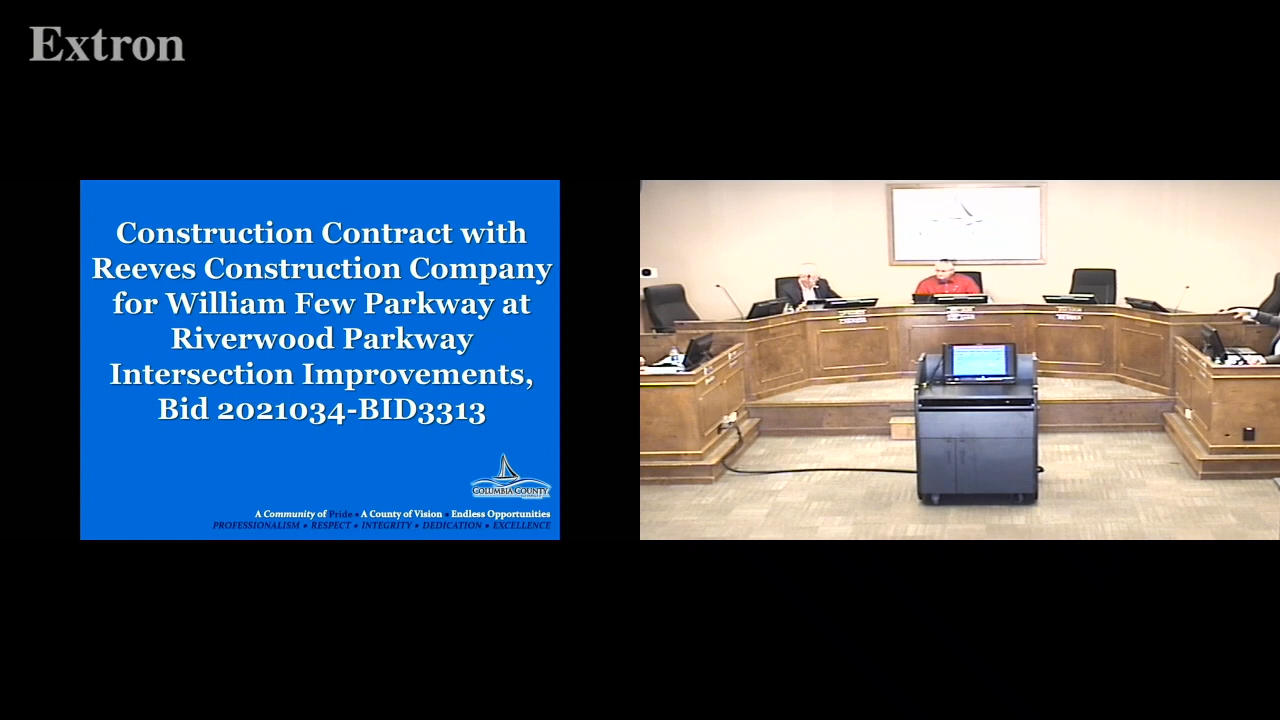 Extron
Construction Contract with
Reeves Construction Company
for William Few Parkway at
Riverwood Parkway
Intersection Improvements,
Bid 2021034-BID3313
COLUMBIA COUNTY
A Community of Pride • A County of Vision • Endless Opportunities
PROFESSIONALISM • RESPECT • INTEGRITY • DEDICATION • EXCELLENCE